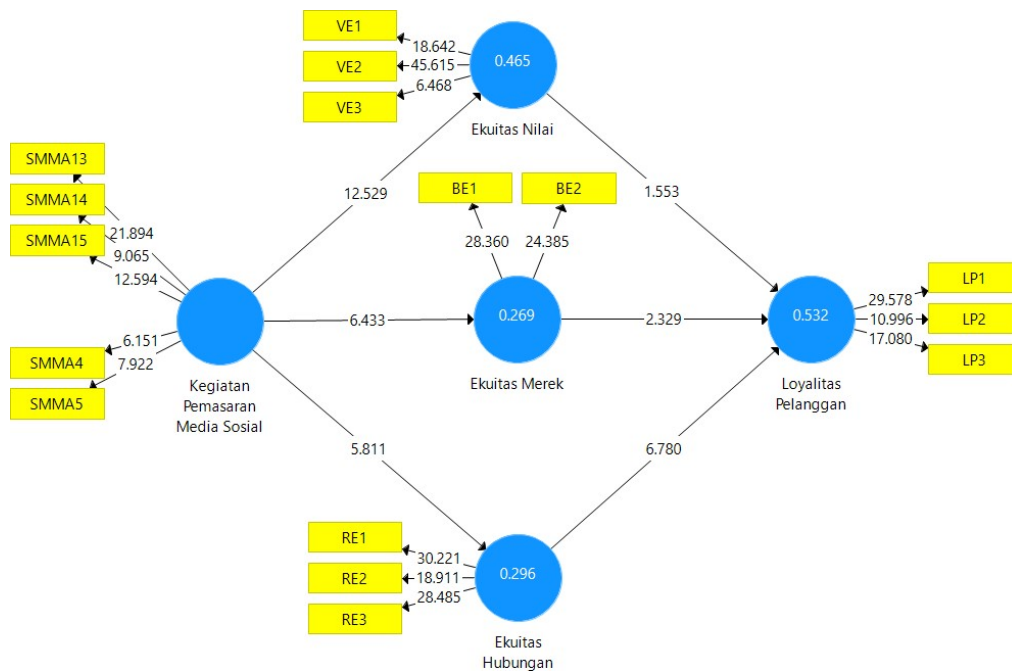 VE1
VE2
VE3
18.642
45.615
6.468
0.465
Ekuitas Nilai
SMMA13
SMMA14
SMMA15
21.894
9.065
12.594
SMMA4
SMMA5
6.151
7.922
Kegiatan
Pemasaran
Media Sosial
12.529
6.433
5.811
BE1
BE2
28.360
24.385
0.269
Ekuitas Merek
1.553
2.329
6.780
0.532
Loyalitas
Pelanggan
29.578
10.996
17.080
LP1
LP2
LP3
RE1
RE2
RE3
30.221
18.911
28.485
0.296
Ekuitas
Hubungan